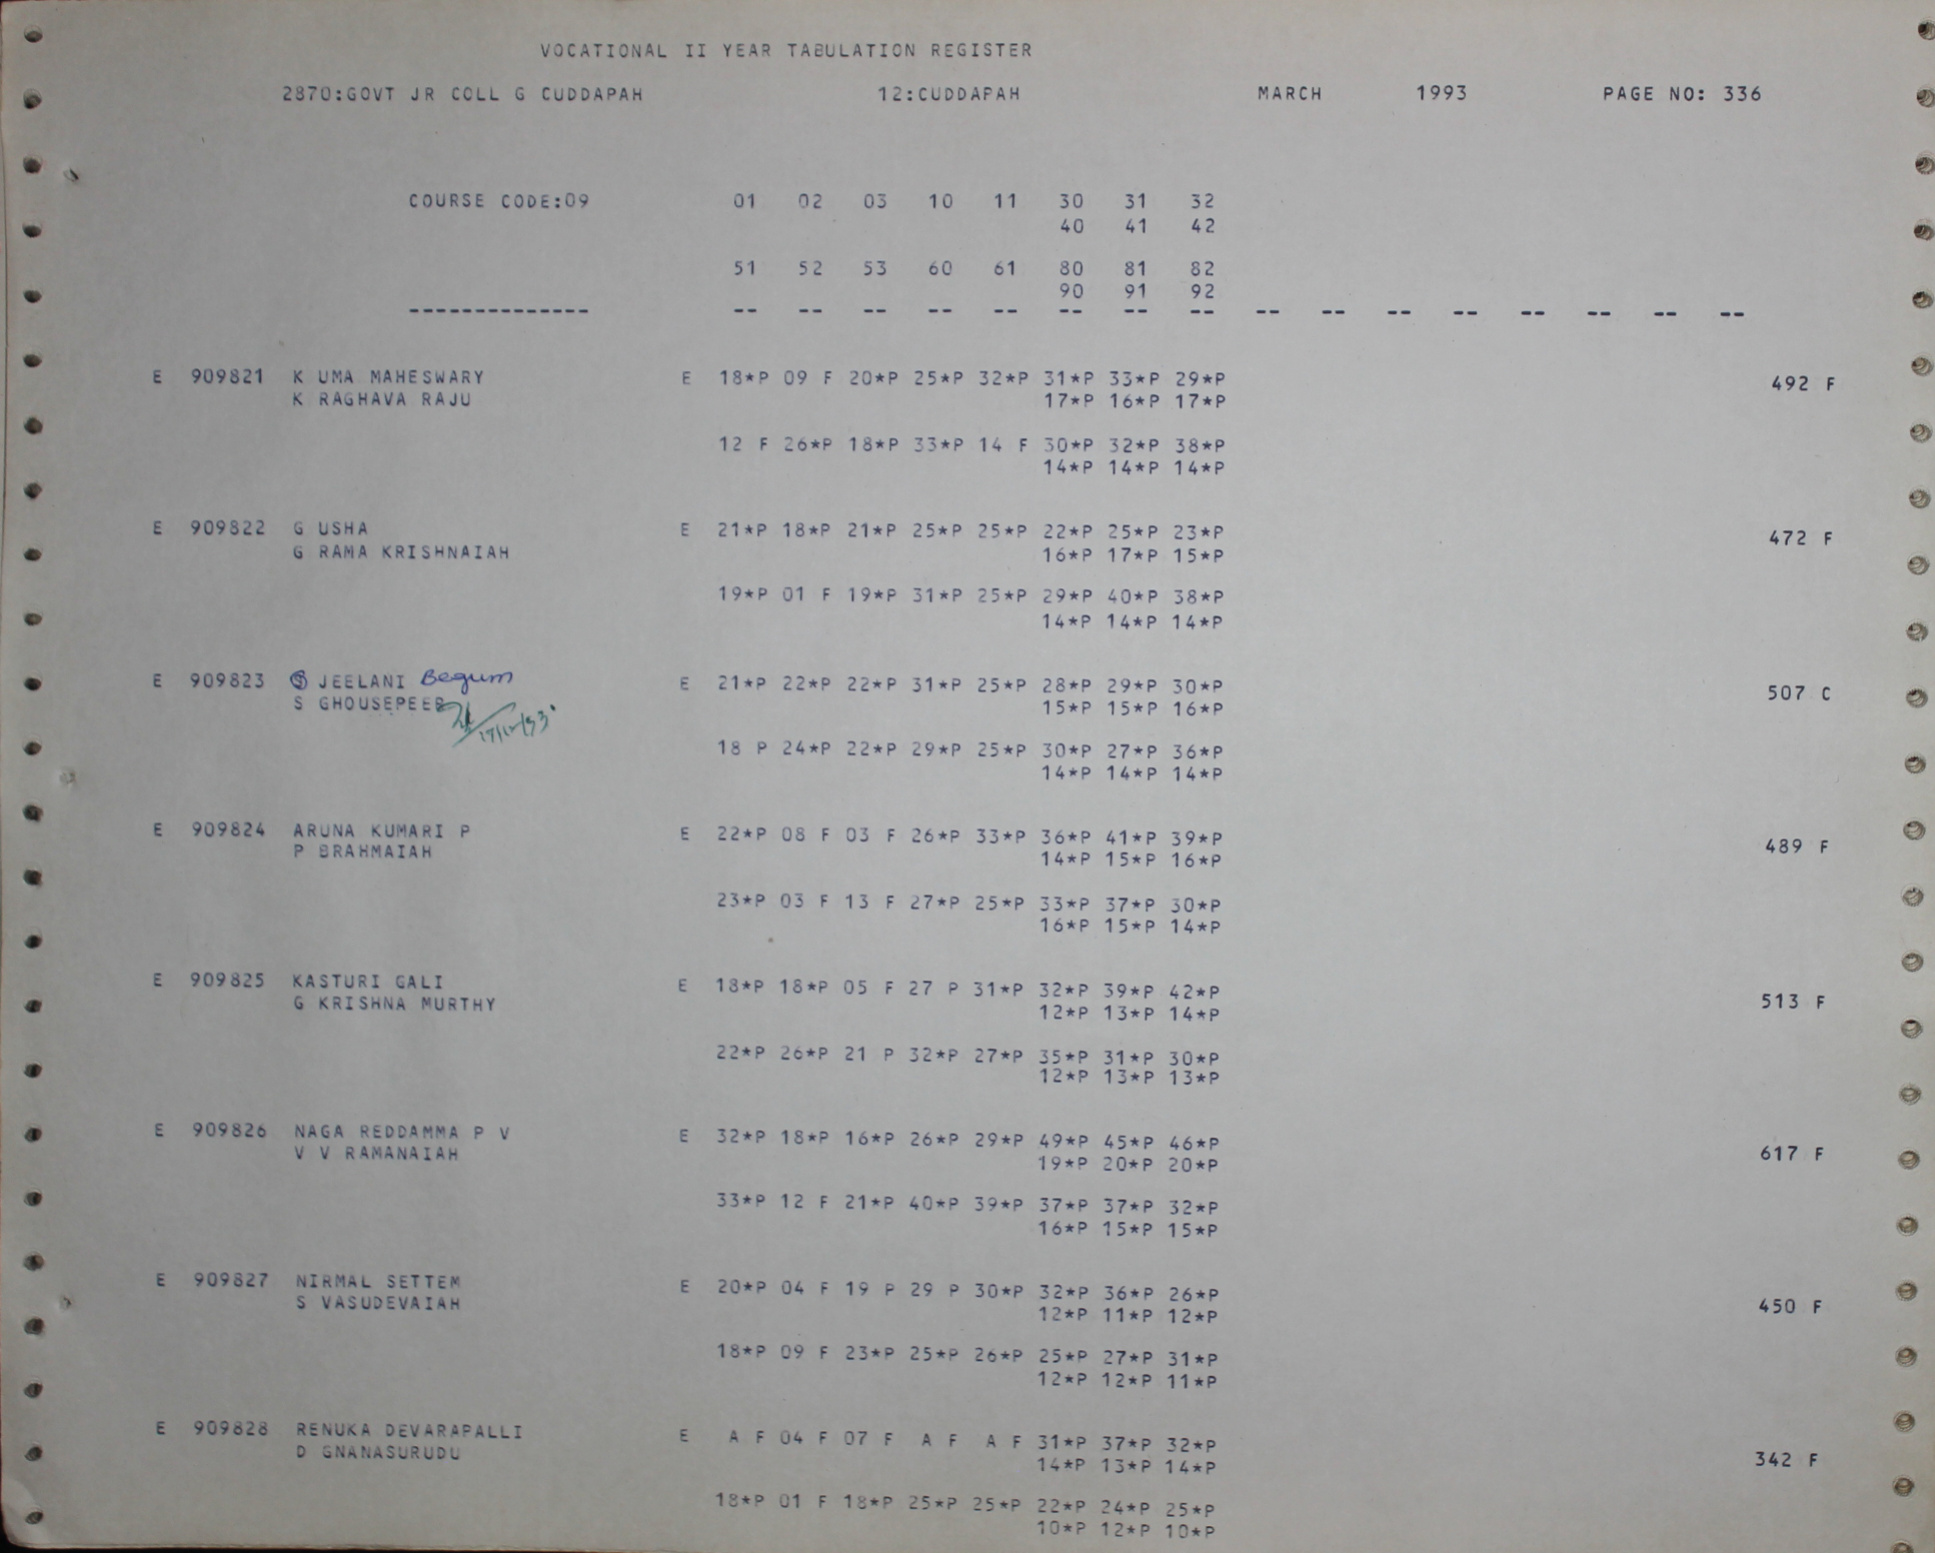 VOCATIONAL II YEAR TABULATION REGISTER
2870:GOVT JR COLL G CUDDAPAH 12:CUDDAPAH MARCH 1993 PAGE NO: 336
COURSE CODE:09 01 02 03 10 11 30 31 32
40 41 42
51 52 53 60 61 80 81 82
90 91 92
-------------- -- -- -- -- -- -- -- -- -- -- -- -- -- -- -- --
E 909821 K UMA MAHESWARY E 18*P 09 F 20*P 25*P 32*P 31*P 33*P 29*P 492 F
K RAGHAVA RAJU 17*P 16*P 17*P
12 F 26*P 18*P 33*P 14 F 30*P 32*P 38*P
14*P 14*P 14*P
E 909822 G USHA E 21*P 18*P 21*P 25*P 25*P 22*P 25*P 23*P 472 F
G RAMA KRISHNAIAH 16*P 17*P 15*P
19*P 01 F 19*P 31*P 25*P 29*P 40*P 38*P
14*P 14*P 14*P
E 909823 S JEELANI Begum E 21*P 22*P 22*P 31*P 25*P 28*P 29*P 30*P 507 C
S GHOUSEPEER 15*P 15*P 16*P
18 P 24*P 22*P 29*P 25*P 30*P 27*P 36*P
14*P 14*P 14*P
E 909824 ARUNA KUMARI P E 22*P 08 F 03 F 26*P 33*P 36*P 41*P 39*P 489 F
P BRAHMAIAH 14*P 15*P 16*P
23*P 03 F 13 F 27*P 25*P 33*P 37*P 30*P
16*P 15*P 14*P
E 909825 KASTURI GALI E 18*P 18*P 05 F 27 P 31*P 32*P 39*P 42*P 513 F
G KRISHNA MURTHY 12*P 13*P 14*P
22*P 26*P 21 P 32*P 27*P 35*P 31*P 30*P
12*P 13*P 13*P
E 909826 NAGA REDDAMMA P V E 32*P 18*P 16*P 26*P 29*P 49*P 45*P 46*P 617 F
V V RAMANAIAH 19*P 20*P 20*P
33*P 12 F 21*P 40*P 39*P 37*P 37*P 32*P
16*P 15*P 15*P
E 909827 NIRMAL SETTEM E 20*P 04 F 19 P 29 P 30*P 32*P 36*P 26*P 450 F
S VASUDEVAIAH 12*P 11*P 12*P
18*P 09 F 23*P 25*P 26*P 25*P 27*P 31*P
12*P 12*P 11*P
E 909828 RENUKA DEVARAPALLI E A F 04 F 07 F A F A F 31*P 37*P 32*P 342 F
D GNANASURUDU 14*P 13*P 14*P
18*P 01 F 18*P 25*P 25*P 22*P 24*P 25*P
10*P 12*P 10*P